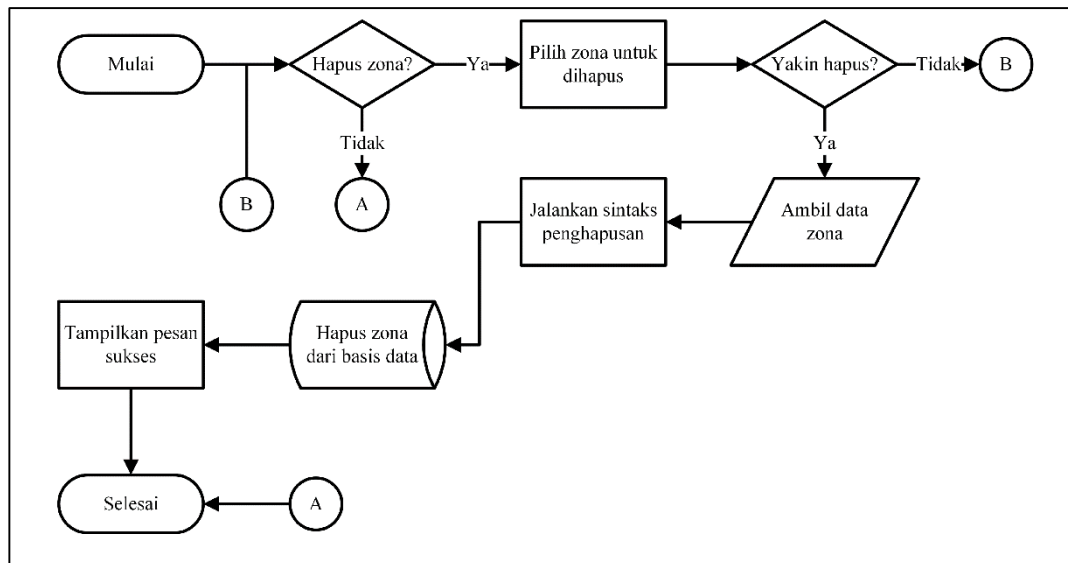 Mulai
Hapus zona?
Ya
Pilih zona untuk
dihapus
Yakin hapus?
Tidak
B
Tidak
Ya
B
A
Jalankan sintaks
penghapusan
Ambil data
zona
Tampilkan pesan
sukses
Hapus zona
dari basis data
Selesai
A